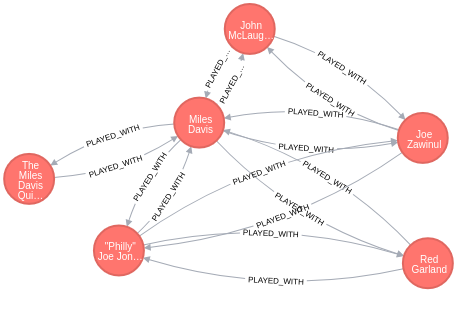 John
McLaug…
PLAYED_WITH
PLAYED_…
PLAYED_…
PLAYED_WITH
PLAYED_WITH
Miles
Davis
Joe
Zawinul
PLAYED_WITH
PLAYED_WITH
The
Miles
Davis
Qui…
PLAYED_WITH
PLAYED_WITH
PLAYED_WITH
PLAYED_WITH
PLAYED_WITH
PLAYED_WITH
PLAYED_WITH
PLAYED_WITH
"Philly"
Joe Jon…
PLAYED_WITH
Red
Garland
PLAYED_WITH